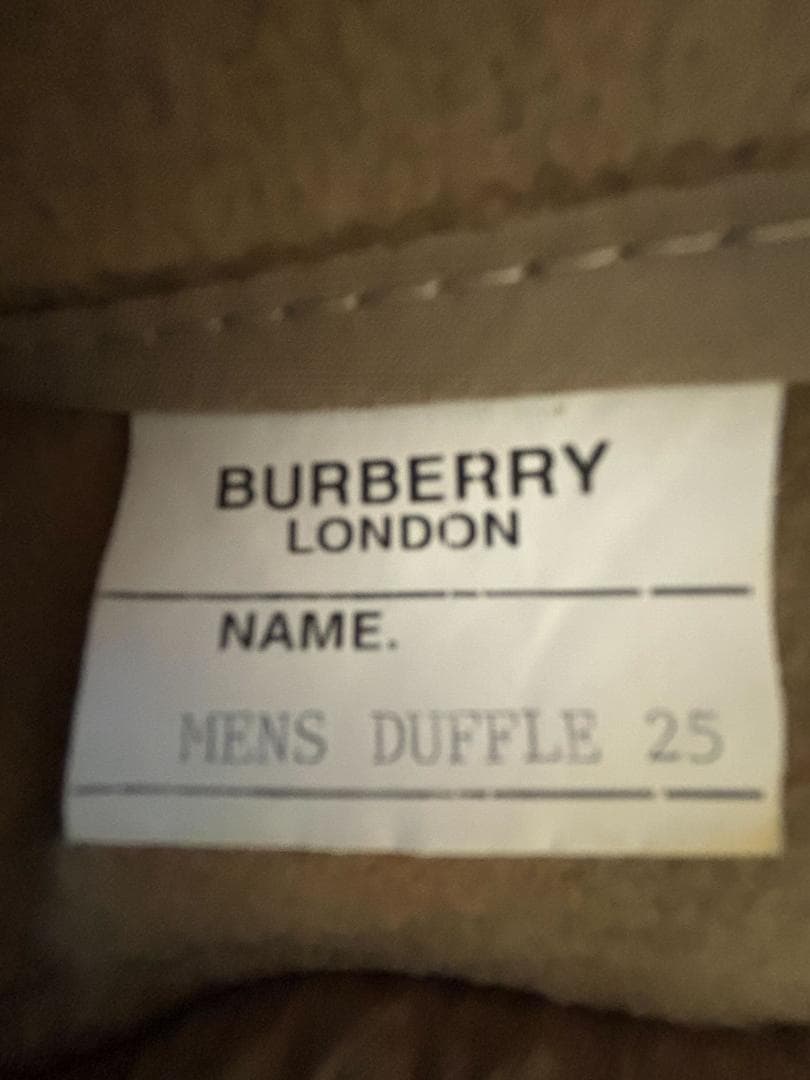 BURBERRY
LONDON
NAME.
MENS DUFFLE 25